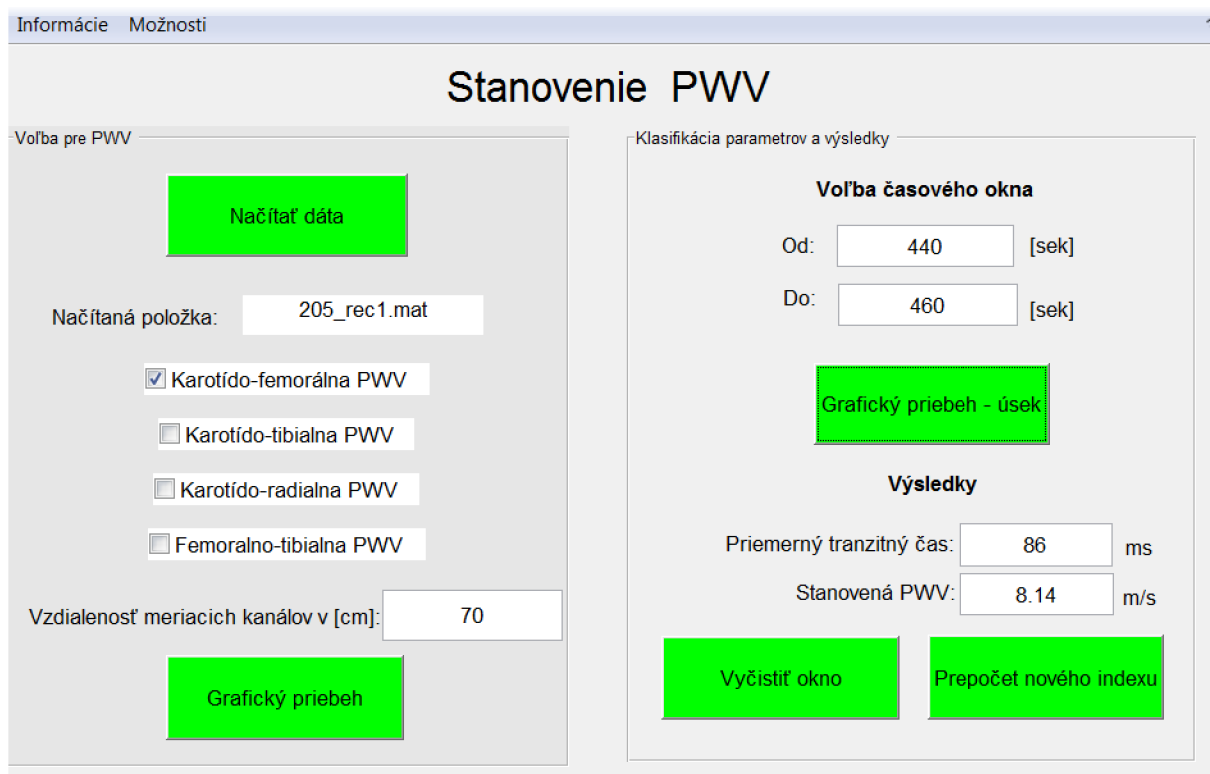 Informácie Možnosti
Stanovenie PWV
Voľba pre PWV
Načítať dáta
Načítaná položka: 205_rec1.mat
Karotído-femorálna PWV
Karotído-tibialna PWV
Karotído-radialna PWV
Femoralno-tibialna PWV
Vzdialenosť meriacich kanálov v [cm]: 70
Grafický priebeh
Klasifikácia parametrov a výsledky
Voľba časového okna
Od: 440 [sek]
Do: 460 [sek]
Grafický priebeh - úsek
Výsledky
Priemerný tranzitný čas: 86 ms
Stanovená PWV: 8.14 m/s
Vyčistiť okno
Prepočet nového indexu